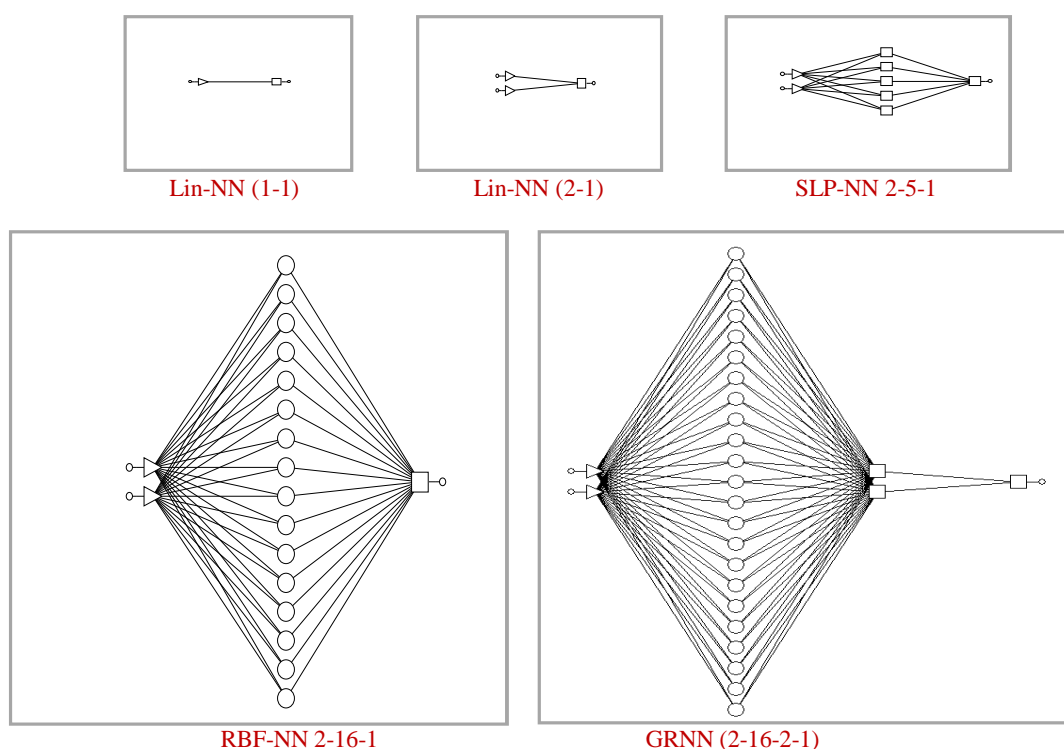 Lin-NN (1-1)
Lin-NN (2-1)
SLP-NN 2-5-1
RBF-NN 2-16-1
GRNN (2-16-2-1)